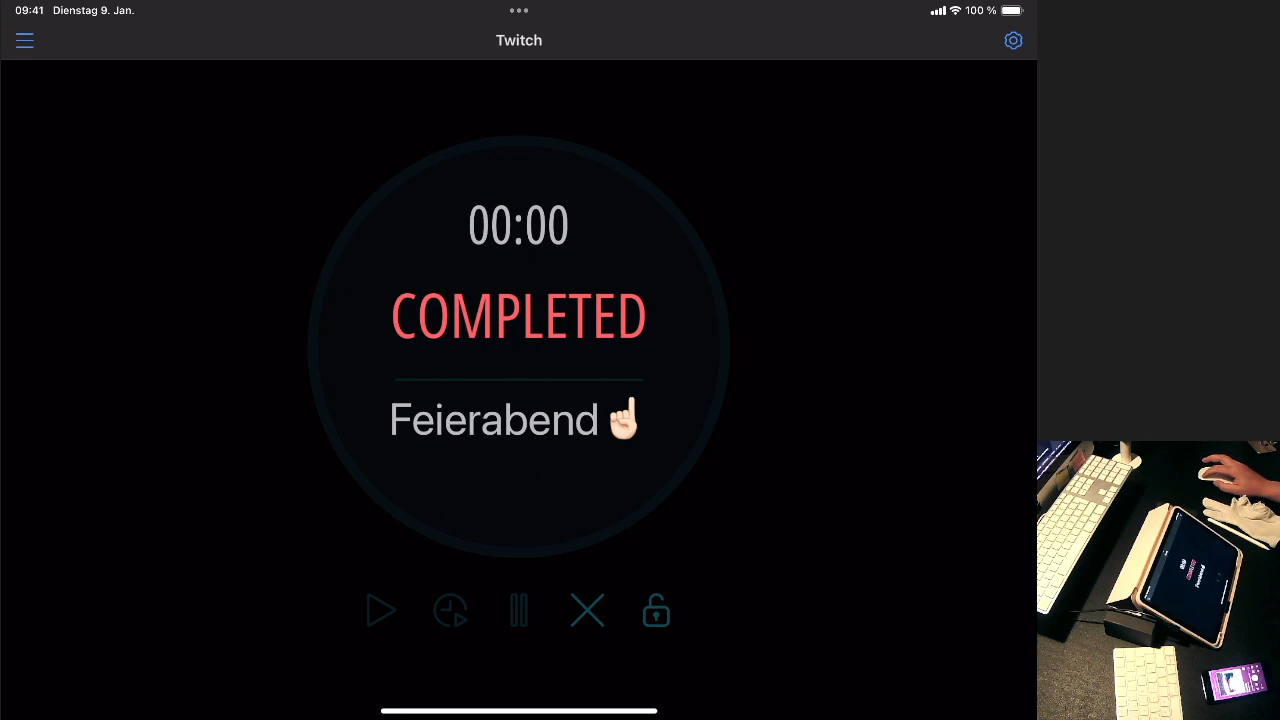 09:41 Dienstag 9. Jan.
100 %
Twitch
00:00
COMPLETED
Feierabend☝🏻